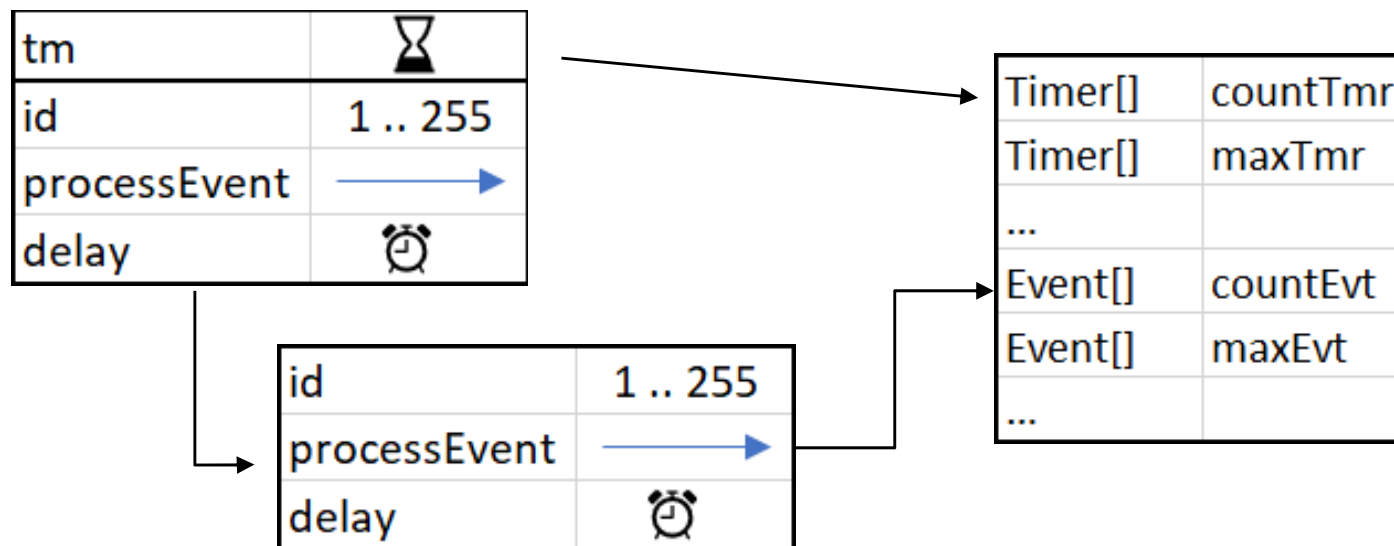 tm
id 1 .. 255
processEvent
delay
id 1 .. 255
processEvent
delay
Timer[] countTmr
Timer[] maxTmr
...
Event[] countEvt
Event[] maxEvt
...